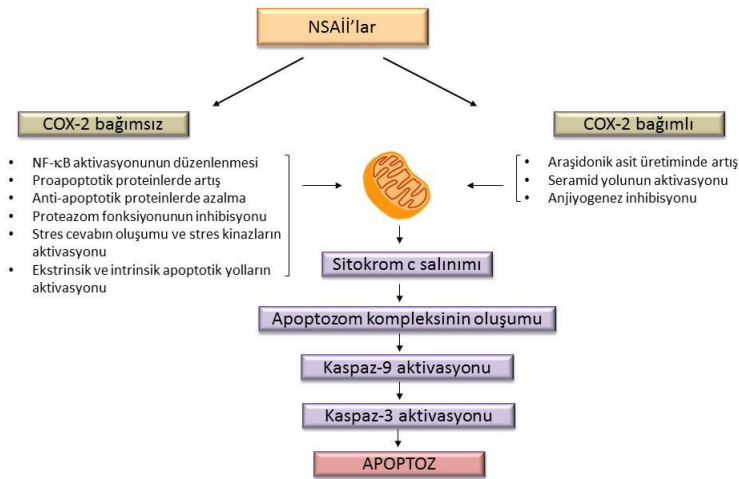 NSAİİ’lar
COX-2 bağımsız
• NF-κB aktivasyonunun düzenlenmesi
• Proapoptotik proteinlerde artış
• Anti-apoptotik proteinlerde azalma
• Proteazom fonksiyonunun inhibisyonu
• Stres cevabın oluşumu ve stres kinazların
aktivasyonu
• Ekstrinsik ve intrinsik apoptotik yolların
aktivasyonu
COX-2 bağımlı
• Araşidonik asit üretiminde artış
• Seramid yolunun aktivasyonu
• Anjiyogenez inhibisyonu
Sitokrom c salınımı
Apoptozom kompleksinin oluşumu
Kaspaz-9 aktivasyonu
Kaspaz-3 aktivasyonu
APOPTOZ